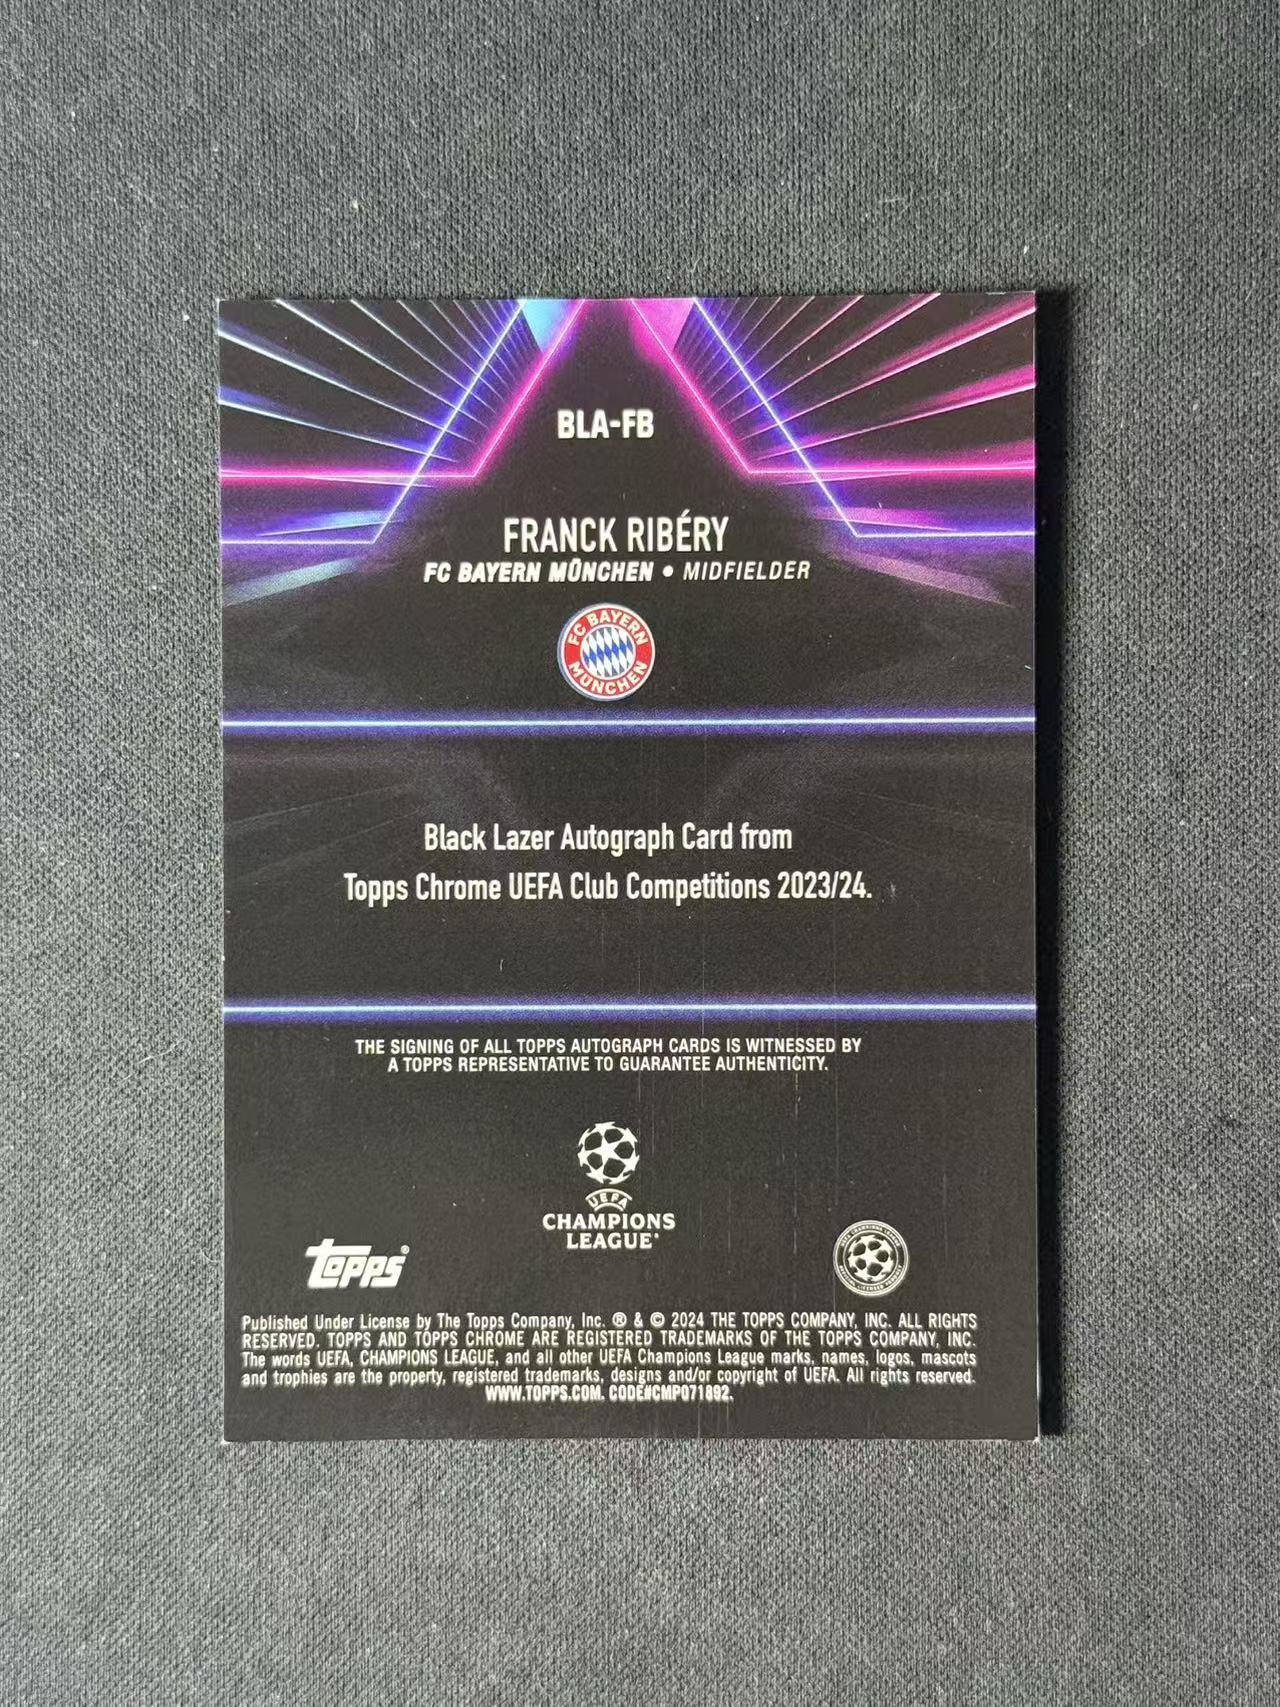 BLA-FB
FRANCK RIBÉRY
FC BAYERN MÜNCHEN • MIDFIELDER
FC BAYERN
MÜNCHEN
Black Lazer Autograph Card from
Topps Chrome UEFA Club Competitions 2023/24.
THE SIGNING OF ALL TOPPS AUTOGRAPH CARDS IS WITNESSED BY
A TOPPS REPRESENTATIVE TO GUARANTEE AUTHENTICITY.
UEFA
CHAMPIONS
LEAGUE
topps®
Published Under License by The Topps Company, Inc. ® & © 2024 THE TOPPS COMPANY, INC. ALL RIGHTS
RESERVED. TOPPS AND TOPPS CHROME ARE REGISTERED TRADEMARKS OF THE TOPPS COMPANY, INC.
The words UEFA, CHAMPIONS LEAGUE, and all other UEFA Champions League marks, names, logos, mascots
and trophies are the property, registered trademarks, designs and/or copyright of UEFA. All rights reserved.
WWW.TOPPS.COM. CODE#CMP071892.